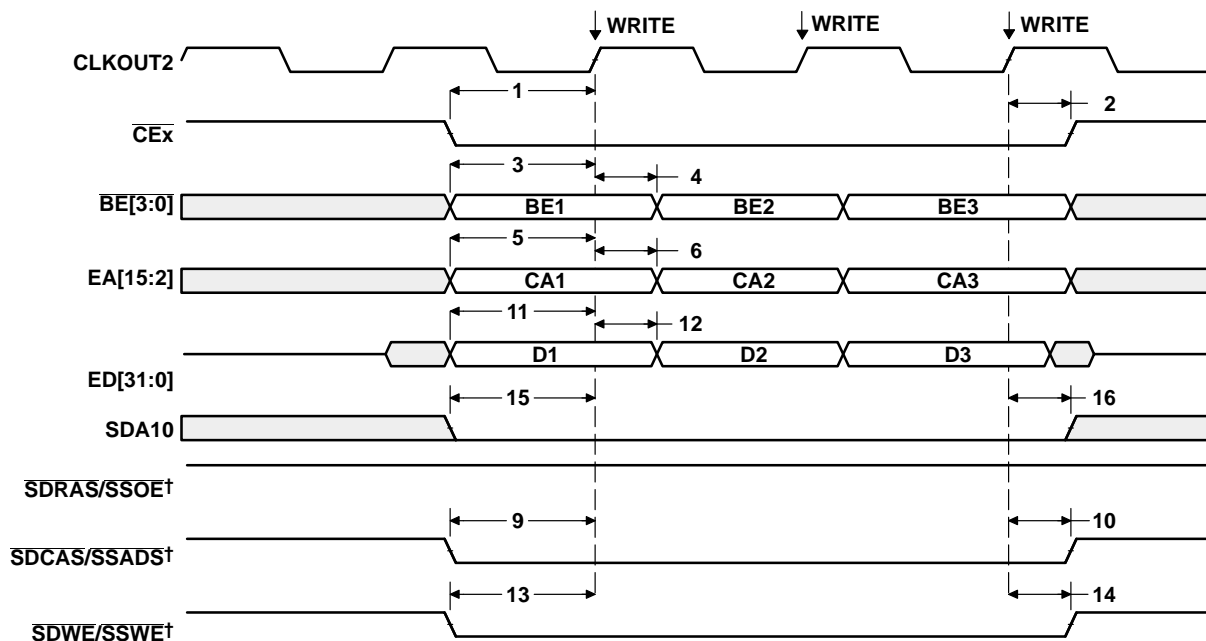 WRITE WRITE WRITE
CLKOUT2
1 2
CEx
3 4
BE[3:0] BE1 BE2 BE3
5 6
EA[15:2] CA1 CA2 CA3
11 12
D1 D2 D3
ED[31:0]
15 16
SDA10
SDRAS/SSOE†
9 10
SDCAS/SSADS†
13 14
SDWE/SSWE†